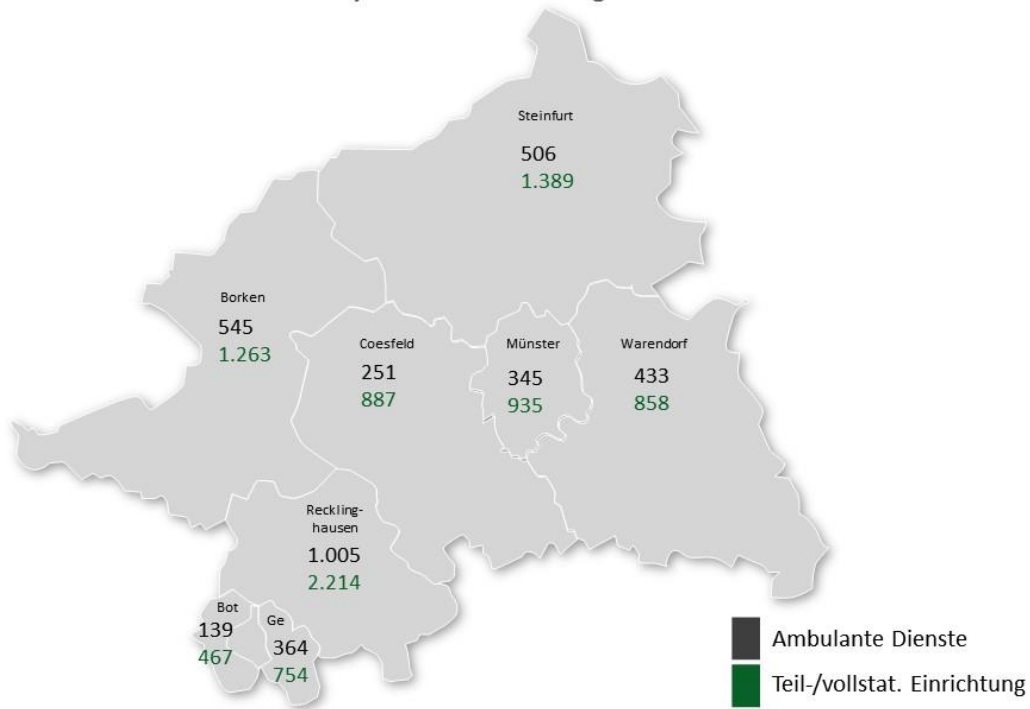 Steinfurt
506
1.389
Borken
545
1.263
Coesfeld
251
887
Münster
345
935
Warendorf
433
858
Reckling-
hausen
1.005
2.214
Bot
139
467
Ge
364
754
Ambulante Dienste
Teil-/vollstat. Einrichtung